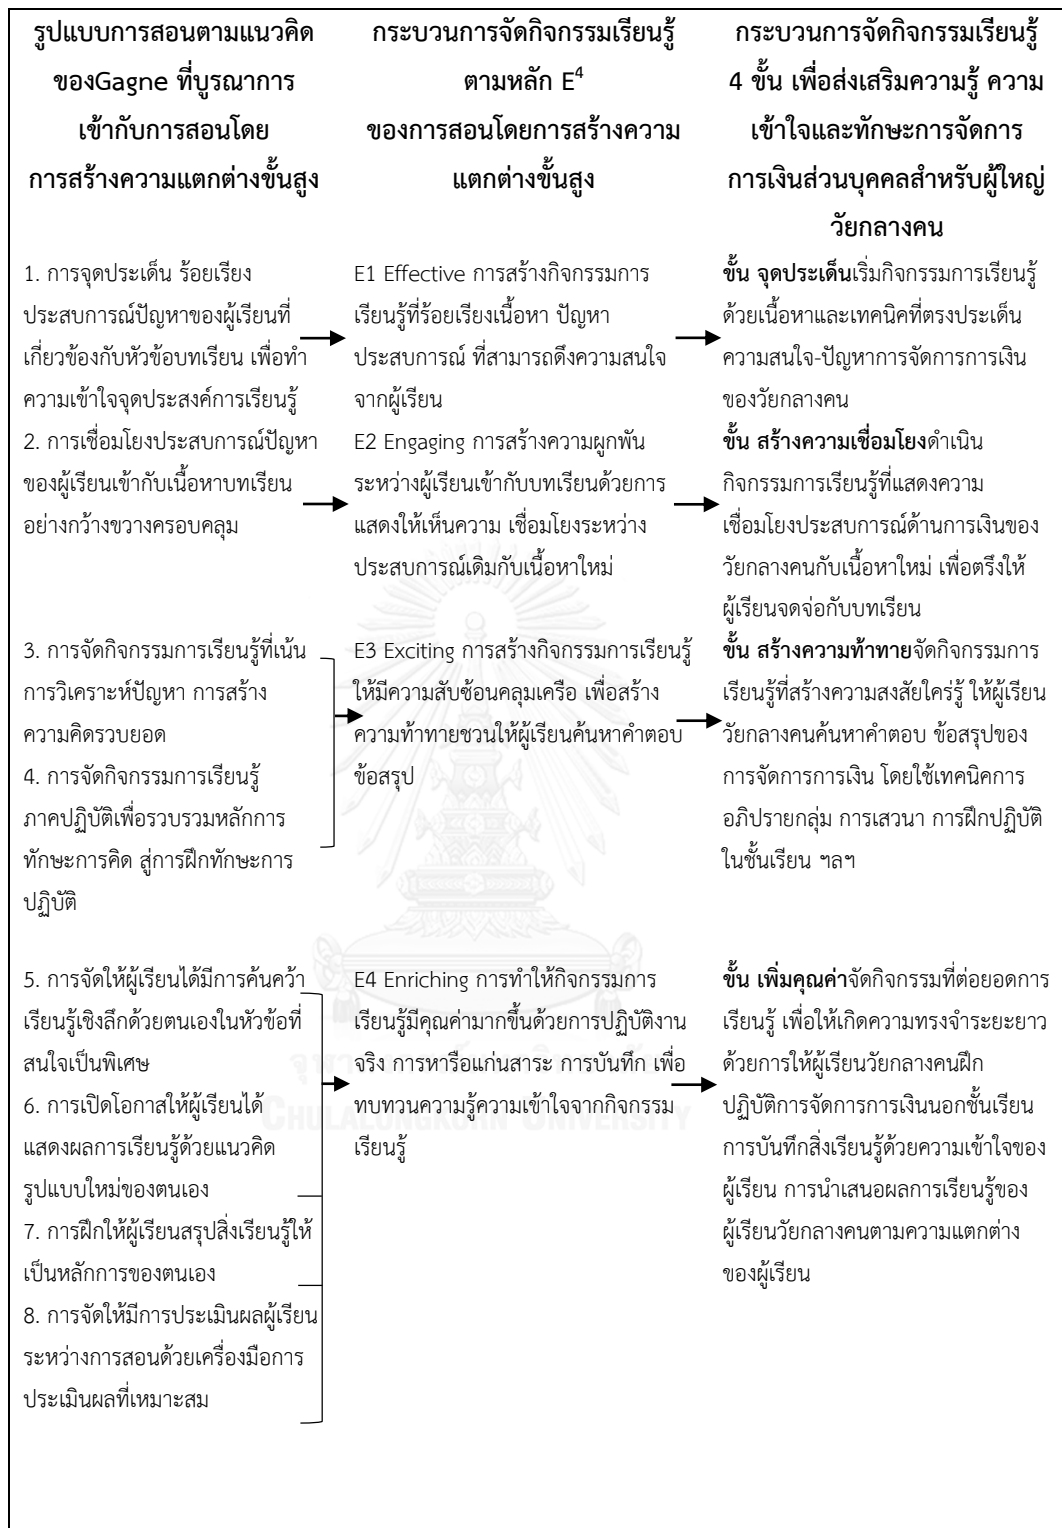 รูปแบบการสอนตามแนวคิด
ของGagne ที่บูรณาการ
เข้ากับการสอนโดย
การสร้างความแตกต่างขั้นสูง
กระบวนการจัดกิจกรรมเรียนรู้
ตามหลัก E4
ของการสอนโดยการสร้างความ
แตกต่างขั้นสูง
กระบวนการจัดกิจกรรมเรียนรู้
4 ขั้น เพื่อส่งเสริมความรู้ ความ
เข้าใจและทักษะการจัดการ
การเงินส่วนบุคคลสำหรับผู้ใหญ่
วัยกลางคน
1. การจุดประเด็น ร้อยเรียง
ประสบการณ์ปัญหาของผู้เรียนที่
เกี่ยวข้องกับหัวข้อบทเรียน เพื่อทำ
ความเข้าใจจุดประสงค์การเรียนรู้
E1 Effective การสร้างกิจกรรมการ
เรียนรู้ที่ร้อยเรียงเนื้อหา ปัญหา
ประสบการณ์ ที่สามารถดึงความสนใจ
จากผู้เรียน
ขั้น จุดประเด็นเริ่มกิจกรรมการเรียนรู้
ด้วยเนื้อหาและเทคนิคที่ตรงประเด็น
ความสนใจ-ปัญหาการจัดการการเงิน
ของวัยกลางคน
2. การเชื่อมโยงประสบการณ์ปัญหา
ของผู้เรียนเข้ากับเนื้อหาบทเรียน
อย่างกว้างขวางครอบคลุม
E2 Engaging การสร้างความผูกพัน
ระหว่างผู้เรียนเข้ากับบทเรียนด้วยการ
แสดงให้เห็นความ เชื่อมโยงระหว่าง
ประสบการณ์เดิมกับเนื้อหาใหม่
ขั้น สร้างความเชื่อมโยงดำเนิน
กิจกรรมการเรียนรู้ที่แสดงความ
เชื่อมโยงประสบการณ์ด้านการเงินของ
วัยกลางคนกับเนื้อหาใหม่ เพื่อตรึงให้
ผู้เรียนจดจ่อกับบทเรียน
3. การจัดกิจกรรมการเรียนรู้ที่เน้น
การวิเคราะห์ปัญหา การสร้าง
ความคิดรวบยอด
4. การจัดกิจกรรมการเรียนรู้
ภาคปฏิบัติเพื่อรวบรวมหลักการ
ทักษะการคิด สู่การฝึกทักษะการ
ปฏิบัติ
E3 Exciting การสร้างกิจกรรมการเรียนรู้
ให้มีความสับซ้อนคลุมเครือ เพื่อสร้าง
ความท้าทายชวนให้ผู้เรียนค้นหาคำตอบ
ข้อสรุป
ขั้น สร้างความท้าทายจัดกิจกรรมการ
เรียนรู้ที่สร้างความสงสัยใคร่รู้ ให้ผู้เรียน
วัยกลางคนค้นหาคำตอบ ข้อสรุปของ
การจัดการการเงิน โดยใช้เทคนิคการ
อภิปรายกลุ่ม การเสวนา การฝึกปฏิบัติ
ในชั้นเรียน ฯลฯ
5. การจัดให้ผู้เรียนได้มีการค้นคว้า
เรียนรู้เชิงลึกด้วยตนเองในหัวข้อที่
สนใจเป็นพิเศษ
6. การเปิดโอกาสให้ผู้เรียนได้
แสดงผลการเรียนรู้ด้วยแนวคิด
รูปแบบใหม่ของตนเอง
7. การฝึกให้ผู้เรียนสรุปสิ่งเรียนรู้ให้
เป็นหลักการของตนเอง
8. การจัดให้มีการประเมินผลผู้เรียน
ระหว่างการสอนด้วยเครื่องมือการ
ประเมินผลที่เหมาะสม
E4 Enriching การทำให้กิจกรรมการ
เรียนรู้มีคุณค่ามากขึ้นด้วยการปฏิบัติงาน
จริง การหารือแก่นสาระ การบันทึก เพื่อ
ทบทวนความรู้ความเข้าใจจากกิจกรรม
เรียนรู้
ขั้น เพิ่มคุณค่าจัดกิจกรรมที่ต่อยอดการ
เรียนรู้ เพื่อให้เกิดความทรงจำระยะยาว
ด้วยการให้ผู้เรียนวัยกลางคนฝึก
ปฏิบัติการจัดการการเงินนอกชั้นเรียน
การบันทึกสิ่งเรียนรู้ด้วยความเข้าใจของ
ผู้เรียน การนำเสนอผลการเรียนรู้ของ
ผู้เรียนวัยกลางคนตามความแตกต่าง
ของผู้เรียน
CHULALONGKORN UNIVERSITY